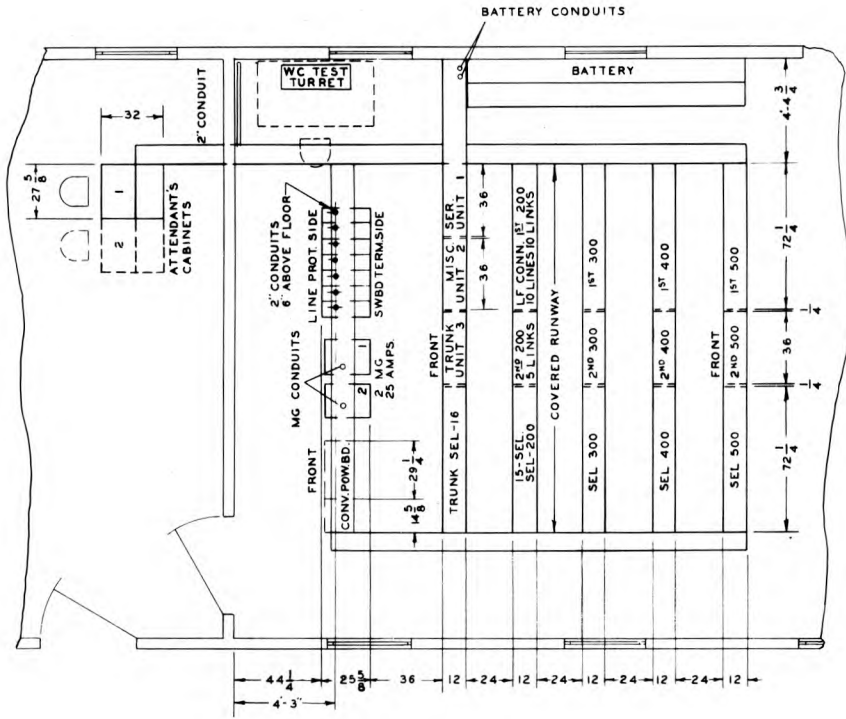 BATTERY CONDUITS
WC TEST
TURRET
BATTERY
2" CONDUIT
32
27 5/8
1
2
ATTENDANT'S
CABINETS
4'-4 3/4
2" CONDUITS
6" ABOVE FLOOR
LINE PROT. SIDE
SWBD TERM. SIDE
MG CONDUITS
1
2
2 MG
25 AMPS.
FRONT
CONV. POW. BD.
29 1/4
14 5/8
FRONT
MISC. SER.
UNIT 2 UNIT 1
TRUNK
UNIT 3
TRUNK SEL-16
36
36
LF CONN. 1ST 200
10 LINES 10 LINKS
2ND 200
5 LINKS
15-SEL.
SEL-200
COVERED RUNWAY
1ST 300
2ND 300
SEL 300
1ST 400
2ND 400
SEL 400
FRONT
1ST 500
2ND 500
SEL 500
72 1/4
1/4
36
1/4
72 1/4
44 1/4
25 5/8
36
12
24
12
24
12
24
12
24
12
4'-3"